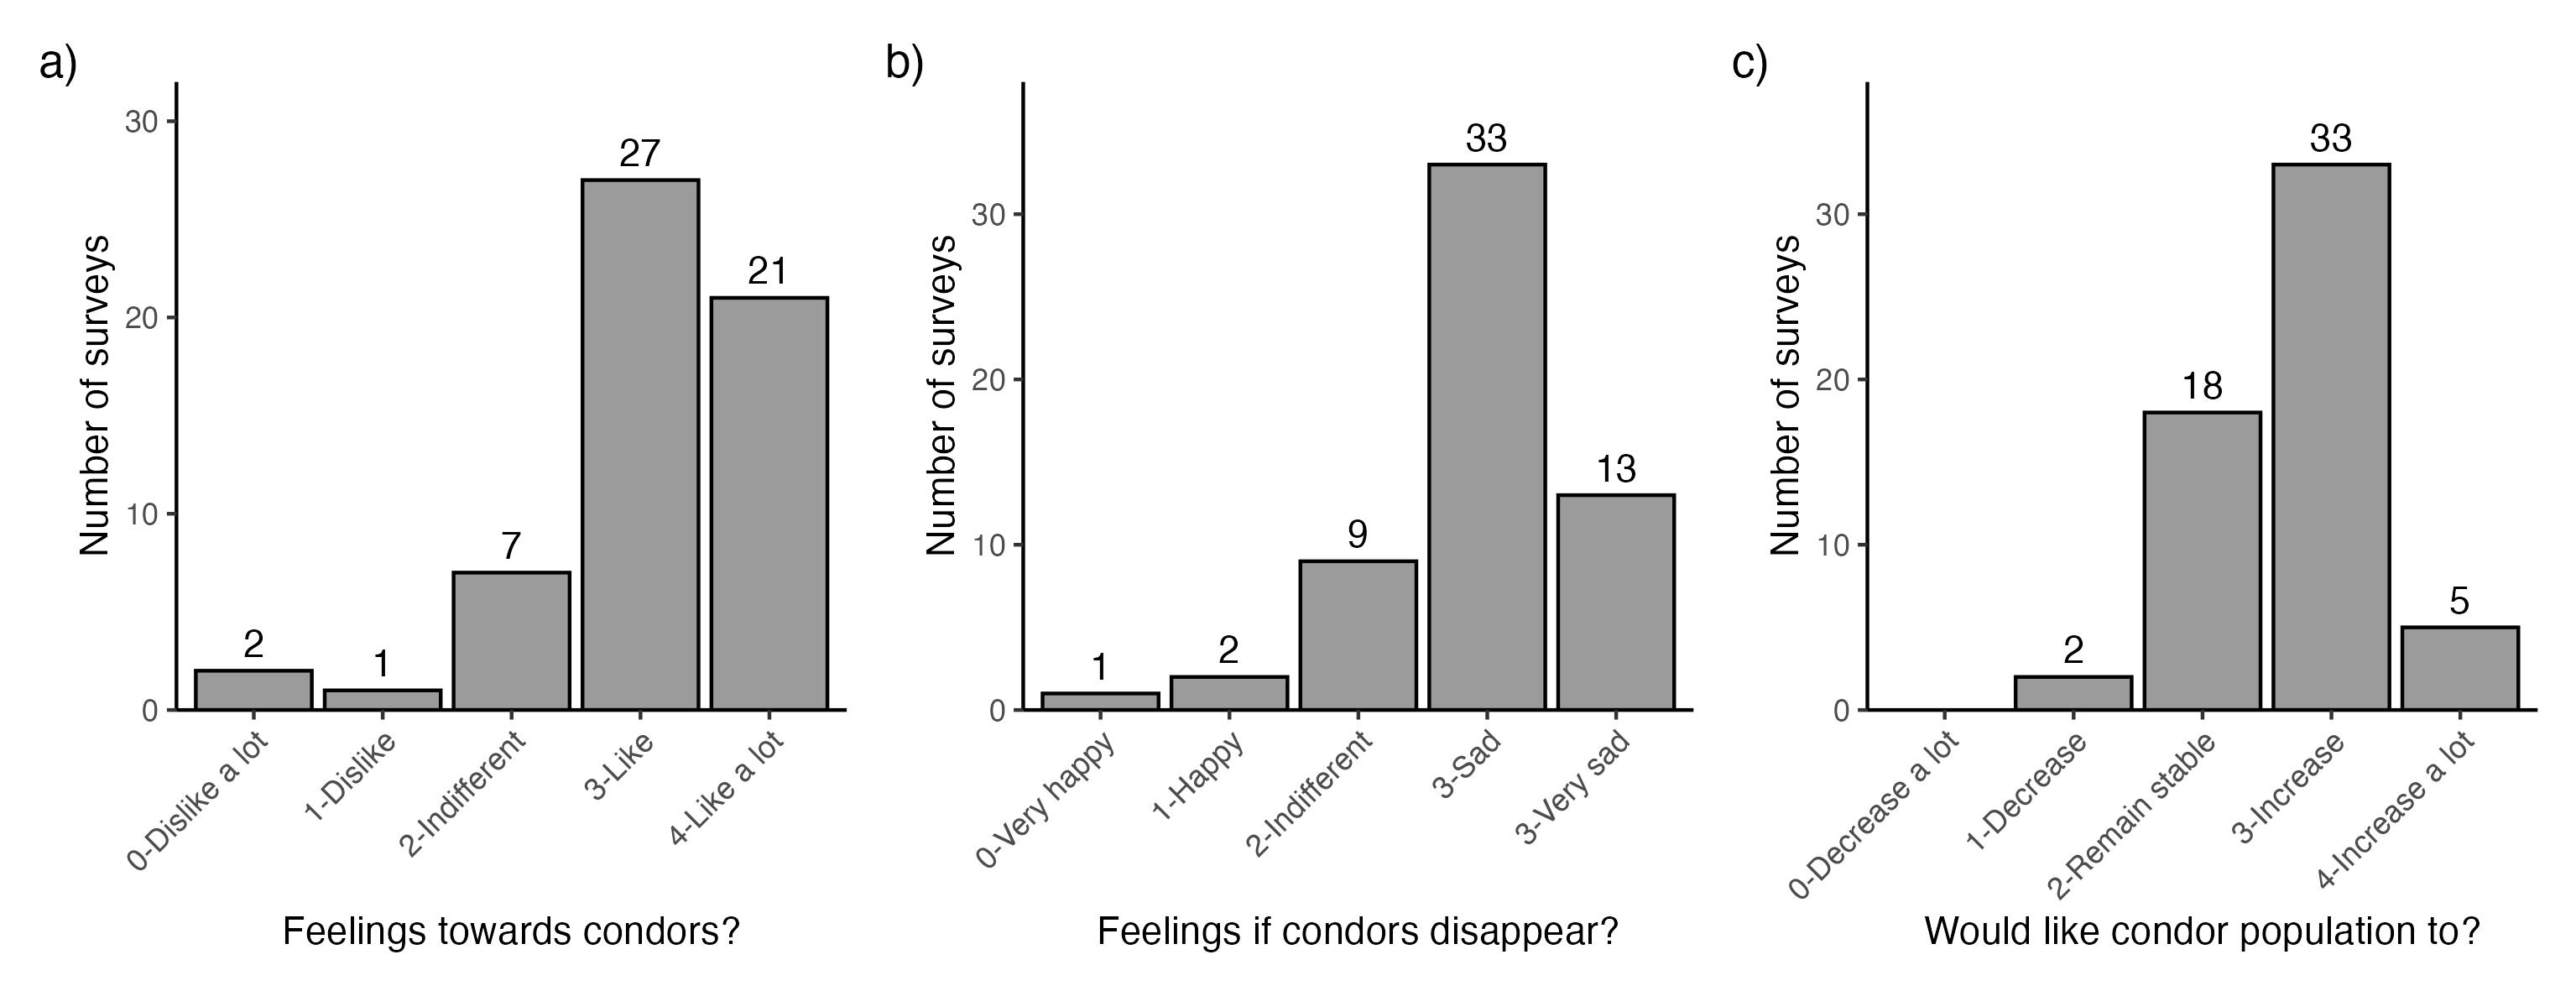 a)
Number of surveys
30
20
10
0
2
1
7
27
21
0-Dislike a lot
1-Dislike
2-Indifferent
3-Like
4-Like a lot
Feelings towards condors?
b)
Number of surveys
30
20
10
0
1
2
9
33
13
0-Very happy
1-Happy
2-Indifferent
3-Sad
3-Very sad
Feelings if condors disappear?
c)
Number of surveys
30
20
10
0
2
18
33
5
0-Decrease a lot
1-Decrease
2-Remain stable
3-Increase
4-Increase a lot
Would like condor population to?